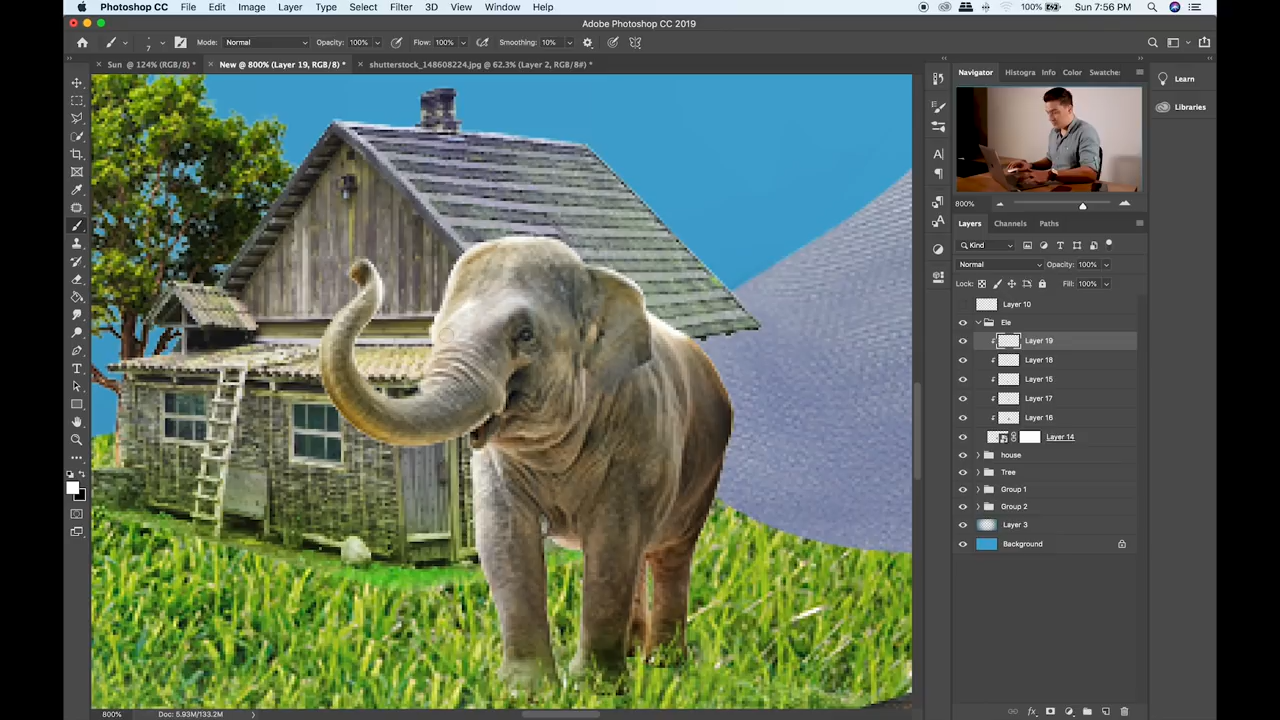 Photoshop CC File Edit Image Layer Type Select Filter 3D View Window Help 100% Sun 7:56 PM
Adobe Photoshop CC 2019
7 Mode: Normal Opacity: 100% Flow: 100% Smoothing: 10%
Sun @ 124% (RGB/8) * New @ 800% (Layer 19, RGB/8) * shutterstock_148608224.jpg @ 62.3% (Layer 2, RGB/8#) *
Navigator Histogra Info Color Swatche
Learn
Libraries
800%
Layers Channels Paths
Kind
Normal Opacity: 100%
Lock: Fill: 100%
Layer 10
Ele
Layer 19
Layer 18
Layer 15
Layer 17
Layer 16
Layer 14
house
Tree
Group 1
Group 2
Layer 3
Background
800% Doc: 5.93M/133.2M